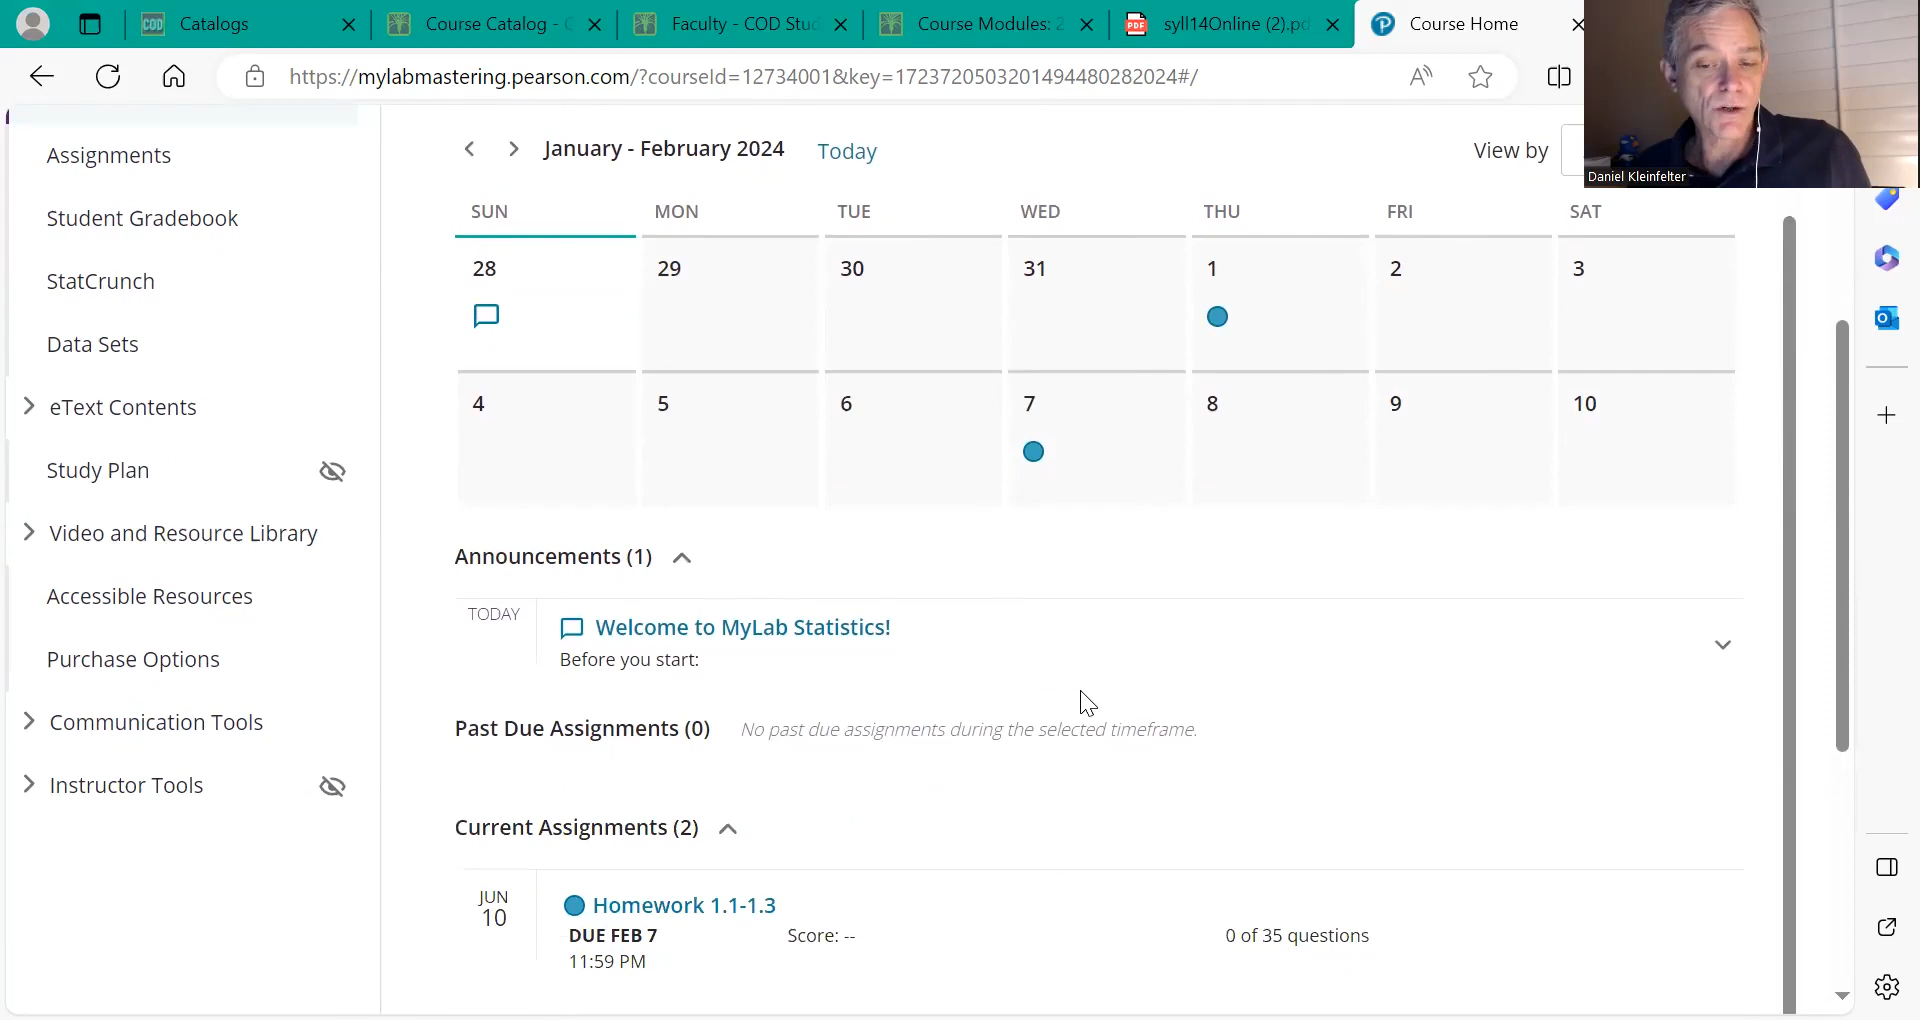 COD
Catalogs
Course Catalog - C
Faculty - COD Stud
Course Modules: 2
PDF
syll14Online (2).pd
Course Home
https://mylabmastering.pearson.com/?courseId=12734001&key=1723720503201494480282024#/
Daniel Kleinfelter
Assignments
Student Gradebook
StatCrunch
Data Sets
eText Contents
Study Plan
Video and Resource Library
Accessible Resources
Purchase Options
Communication Tools
Instructor Tools
January - February 2024
Today
View by
SUN MON TUE WED THU FRI SAT
28 29 30 31 1 2 3
4 5 6 7 8 9 10
Announcements (1)
TODAY
Welcome to MyLab Statistics!
Before you start:
Past Due Assignments (0) No past due assignments during the selected timeframe.
Current Assignments (2)
JUN
10
Homework 1.1-1.3
DUE FEB 7
Score: --
0 of 35 questions
11:59 PM